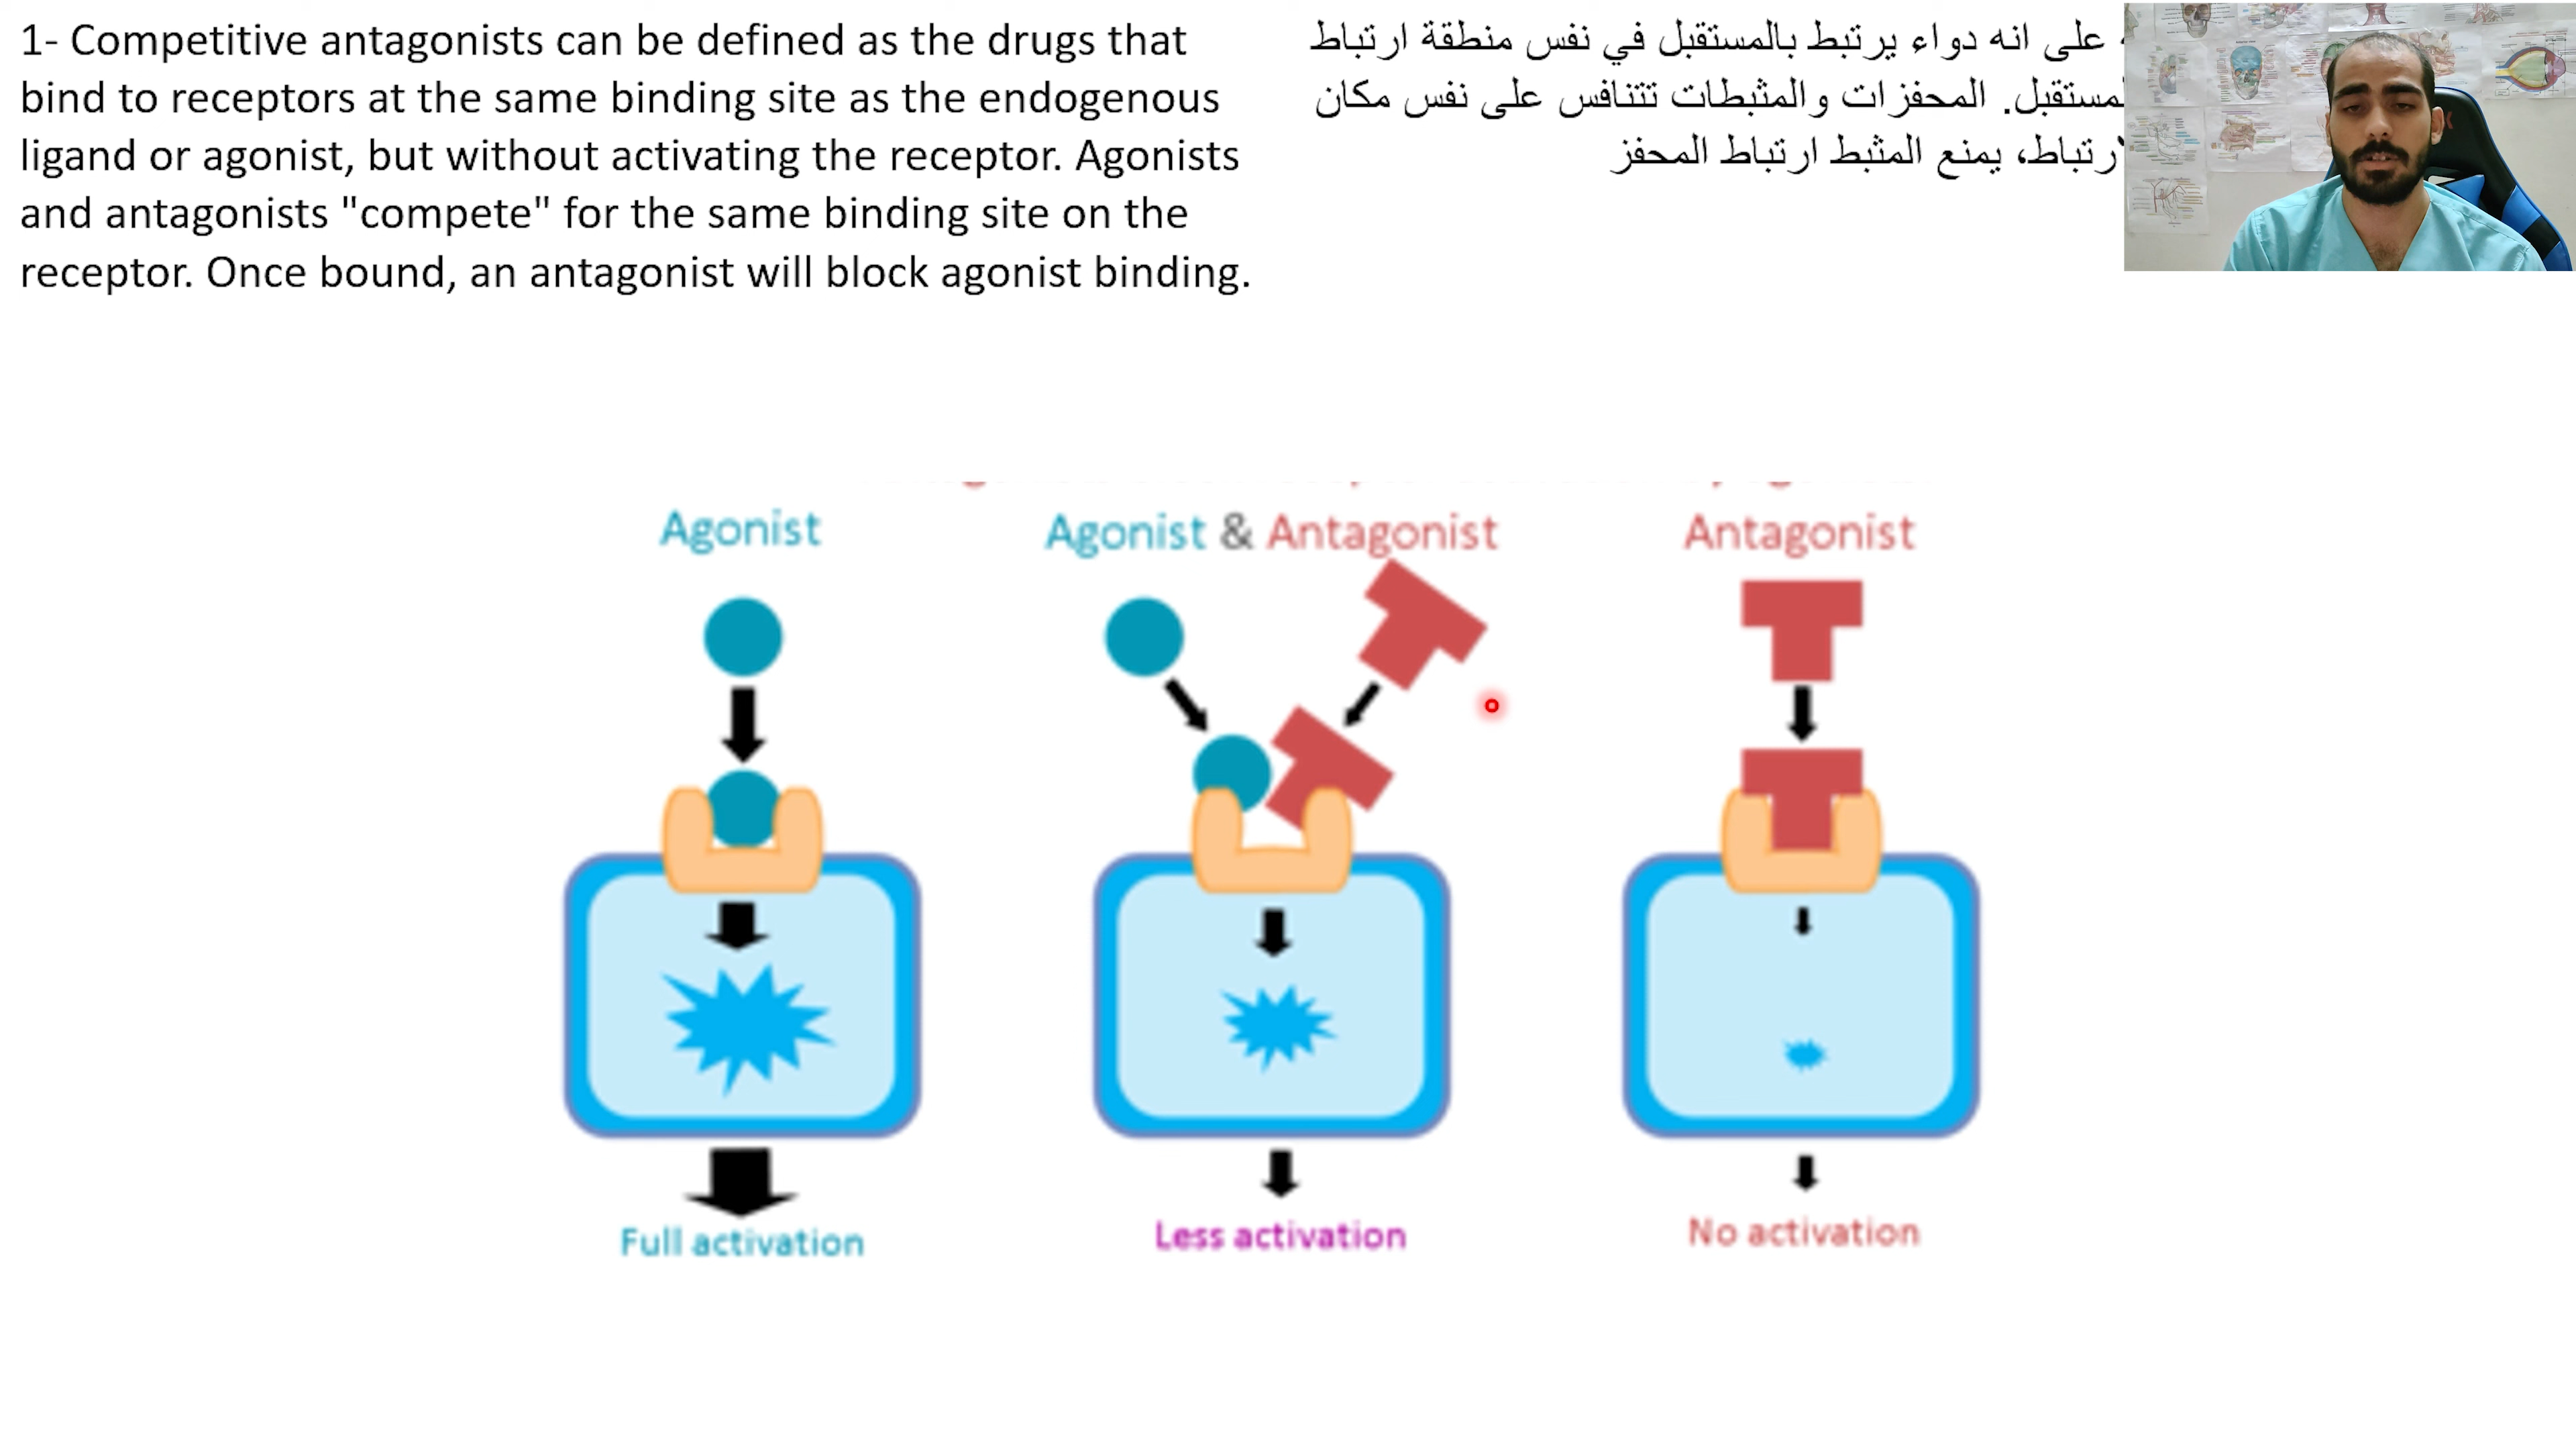 1- Competitive antagonists can be defined as the drugs that
bind to receptors at the same binding site as the endogenous
ligand or agonist, but without activating the receptor. Agonists
and antagonists "compete" for the same binding site on the
receptor. Once bound, an antagonist will block agonist binding.
على انه دواء يرتبط بالمستقبل في نفس منطقة ارتباط
المحفزات والمثبطات تتنافس على نفس مكان
يمنع المثبط ارتباط المحفز
Agonist
Agonist & Antagonist
Antagonist
Full activation
Less activation
No activation